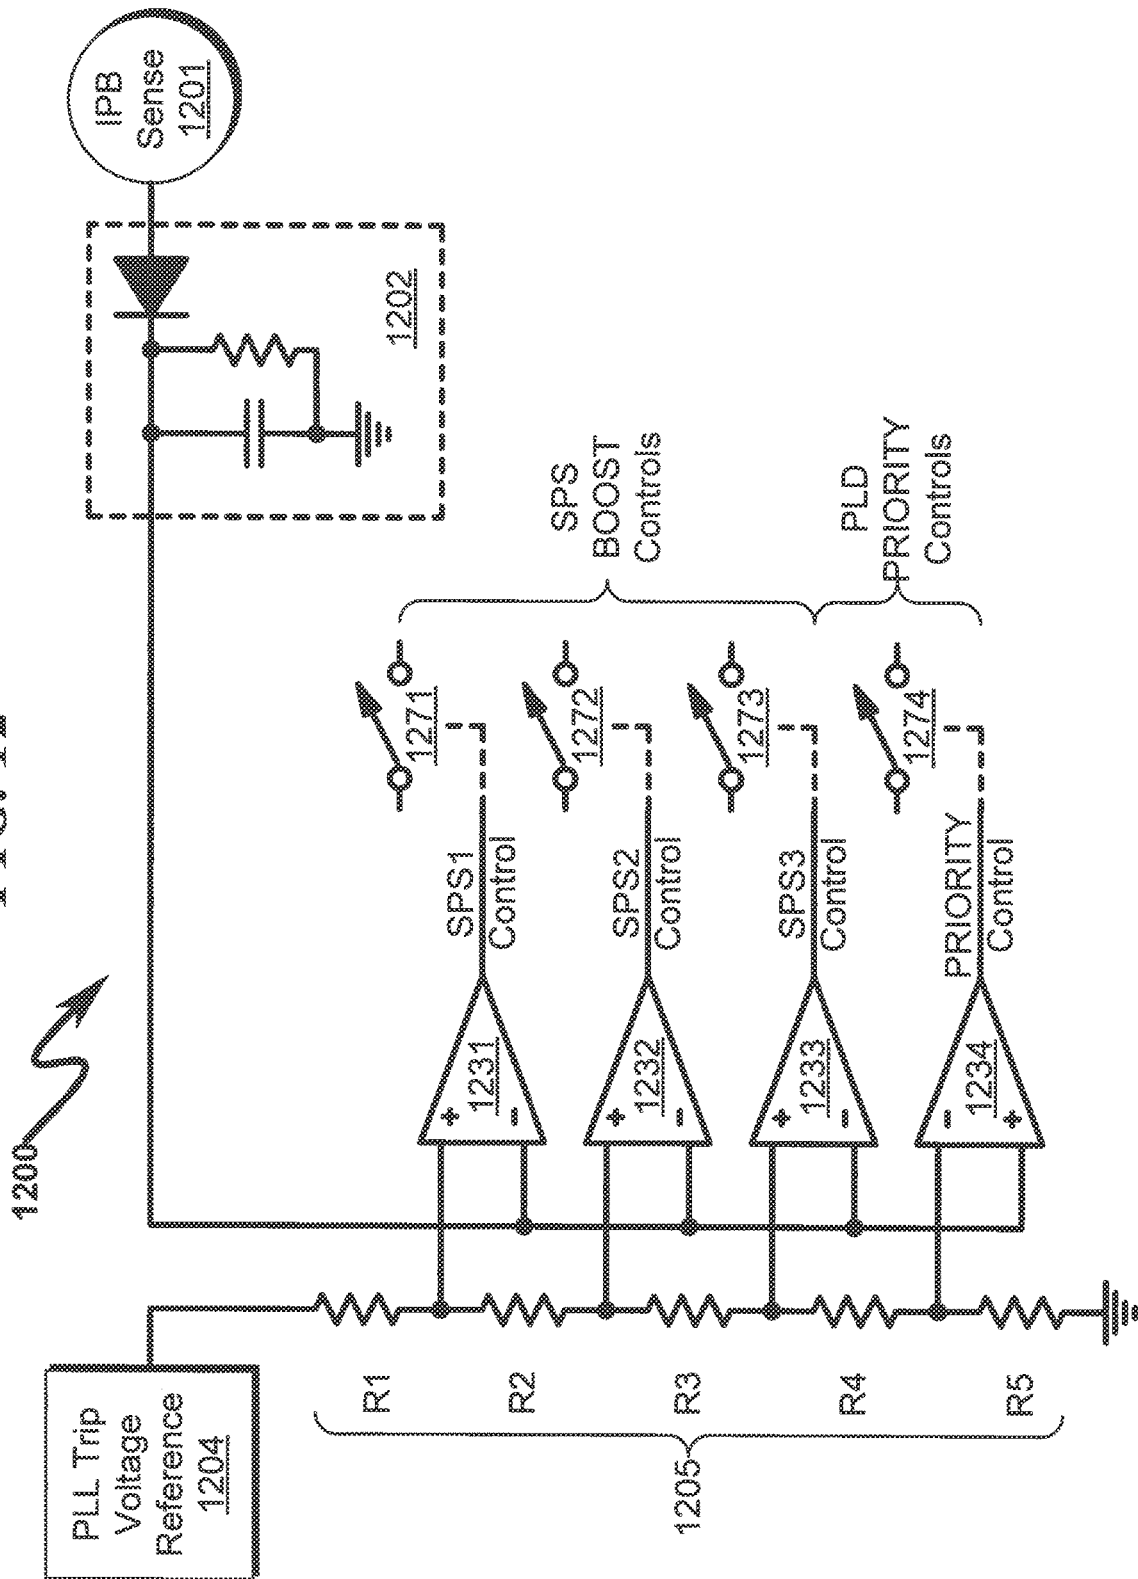 1200
IPB
Sense
1201
1202
PLL Trip
Voltage
Reference
1204
1205
R1
R2
R3
R4
R5
+
-
1231
SPS1
Control
1271
+
-
1232
SPS2
Control
1272
+
-
1233
SPS3
Control
1273
-
+
1234
PRIORITY
Control
1274
SPS
BOOST
Controls
PLD
PRIORITY
Controls